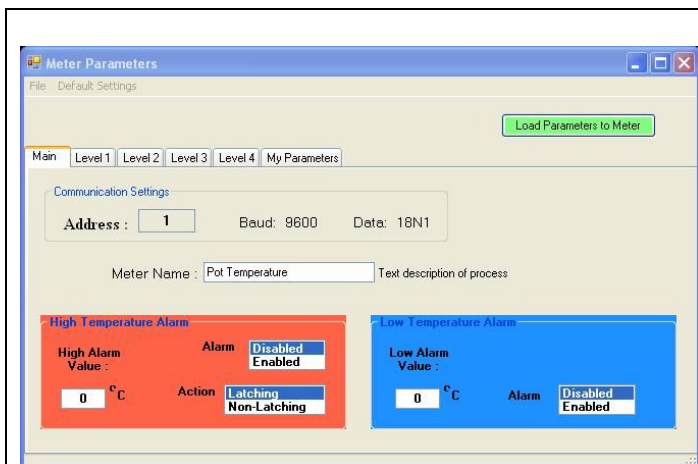 Meter Parameters
File Default Settings
Load Parameters to Meter
Main Level 1 Level 2 Level 3 Level 4 My Parameters
Communication Settings
Address : 1 Baud: 9600 Data: 18N1
Meter Name : Pot Temperature Text description of process
High Temperature Alarm
High Alarm Value :
0 °C
Alarm Disabled
Enabled
Action Latching
Non-Latching
Low Temperature Alarm
Low Alarm Value :
0 °C
Alarm Disabled
Enabled